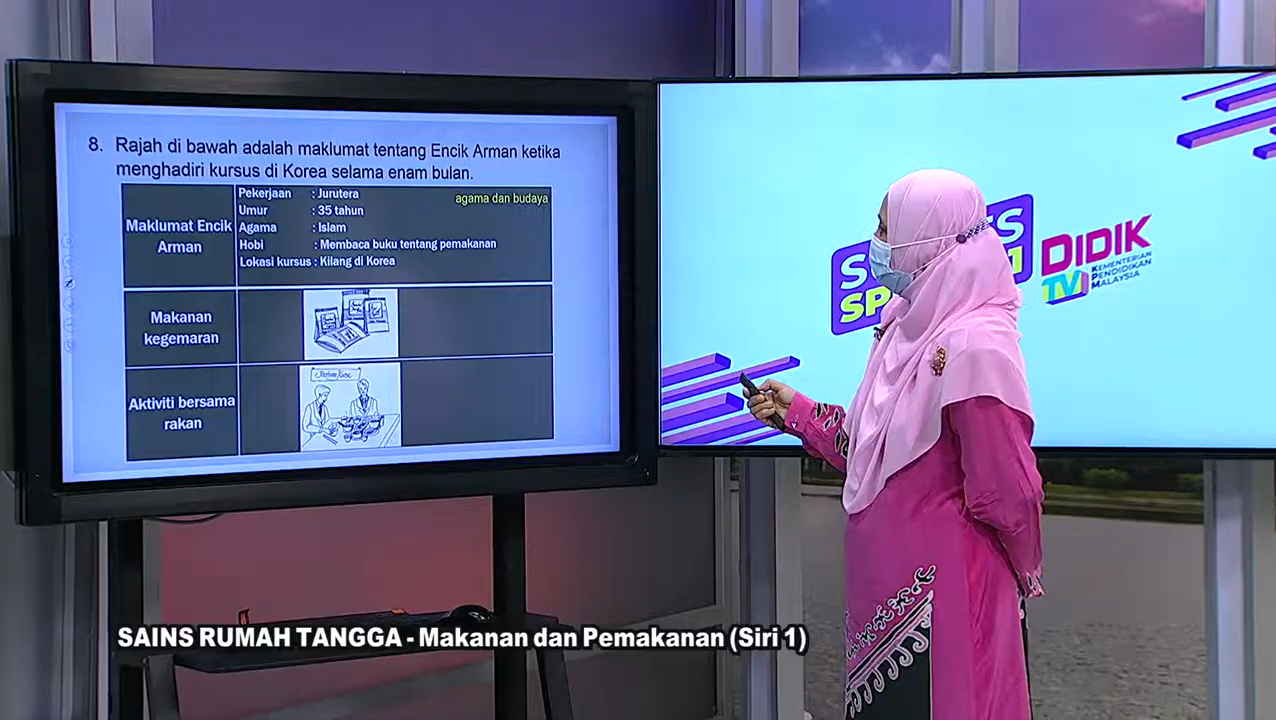 8. Rajah di bawah adalah maklumat tentang Encik Arman ketika
menghadiri kursus di Korea selama enam bulan.
Maklumat Encik
Arman
Pekerjaan : Jurutera
Umur : 35 tahun
Agama : Islam
Hobi : Membaca buku tentang pemakanan
Lokasi kursus : Kilang di Korea
agama dan budaya
Makanan
kegemaran
Aktiviti bersama
rakan
DIDIK
TV
KEMENTERIAN
PENDIDIKAN
MALAYSIA
SAINS RUMAH TANGGA - Makanan dan Pemakanan (Siri 1)